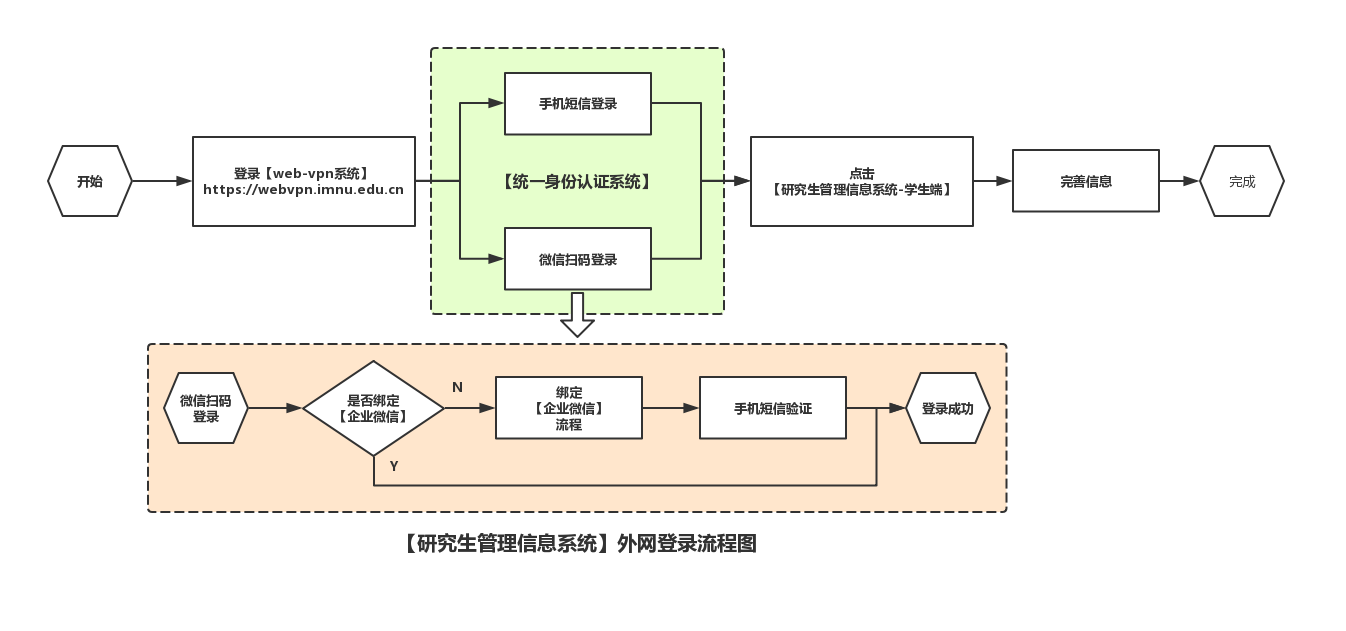 开始
登录【web-vpn系统】
https://webvpn.imnu.edu.cn
手机短信登录
【统一身份认证系统】
微信扫码登录
点击
【研究生管理信息系统-学生端】
完善信息
完成
微信扫码
登录
是否绑定
【企业微信】
N
Y
绑定
【企业微信】
流程
手机短信验证
登录成功
【研究生管理信息系统】外网登录流程图